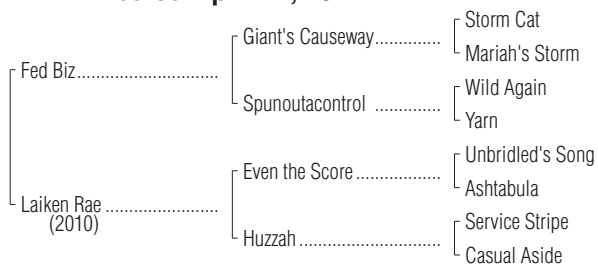 Storm Cat
Giant's Causeway..............
Mariah's Storm
Fed Biz.............................
Wild Again
Spunoutacontrol ..............
Yarn
Unbridled's Song
Even the Score..................
Ashtabula
Laiken Rae .......................
(2010)
Service Stripe
Huzzah .............................
Casual Aside